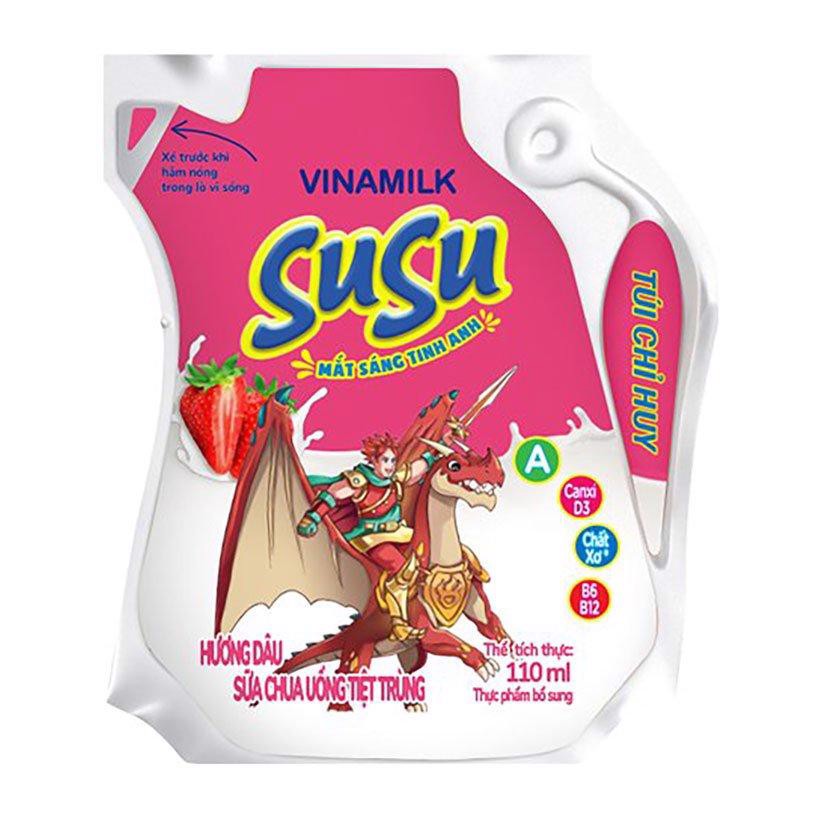 Xé trước khi
hâm nóng
trong lò vi sóng
VINAMILK
SuSu
MẮT SÁNG TINH ANH
TÚI CHỈ HUY
A
Canxi
D3
Chất
Xơ*
B6
B12
HƯƠNG DÂU
SỮA CHUA UỐNG TIỆT TRÙNG
Thể tích thực:
110 ml
Thực phẩm bổ sung